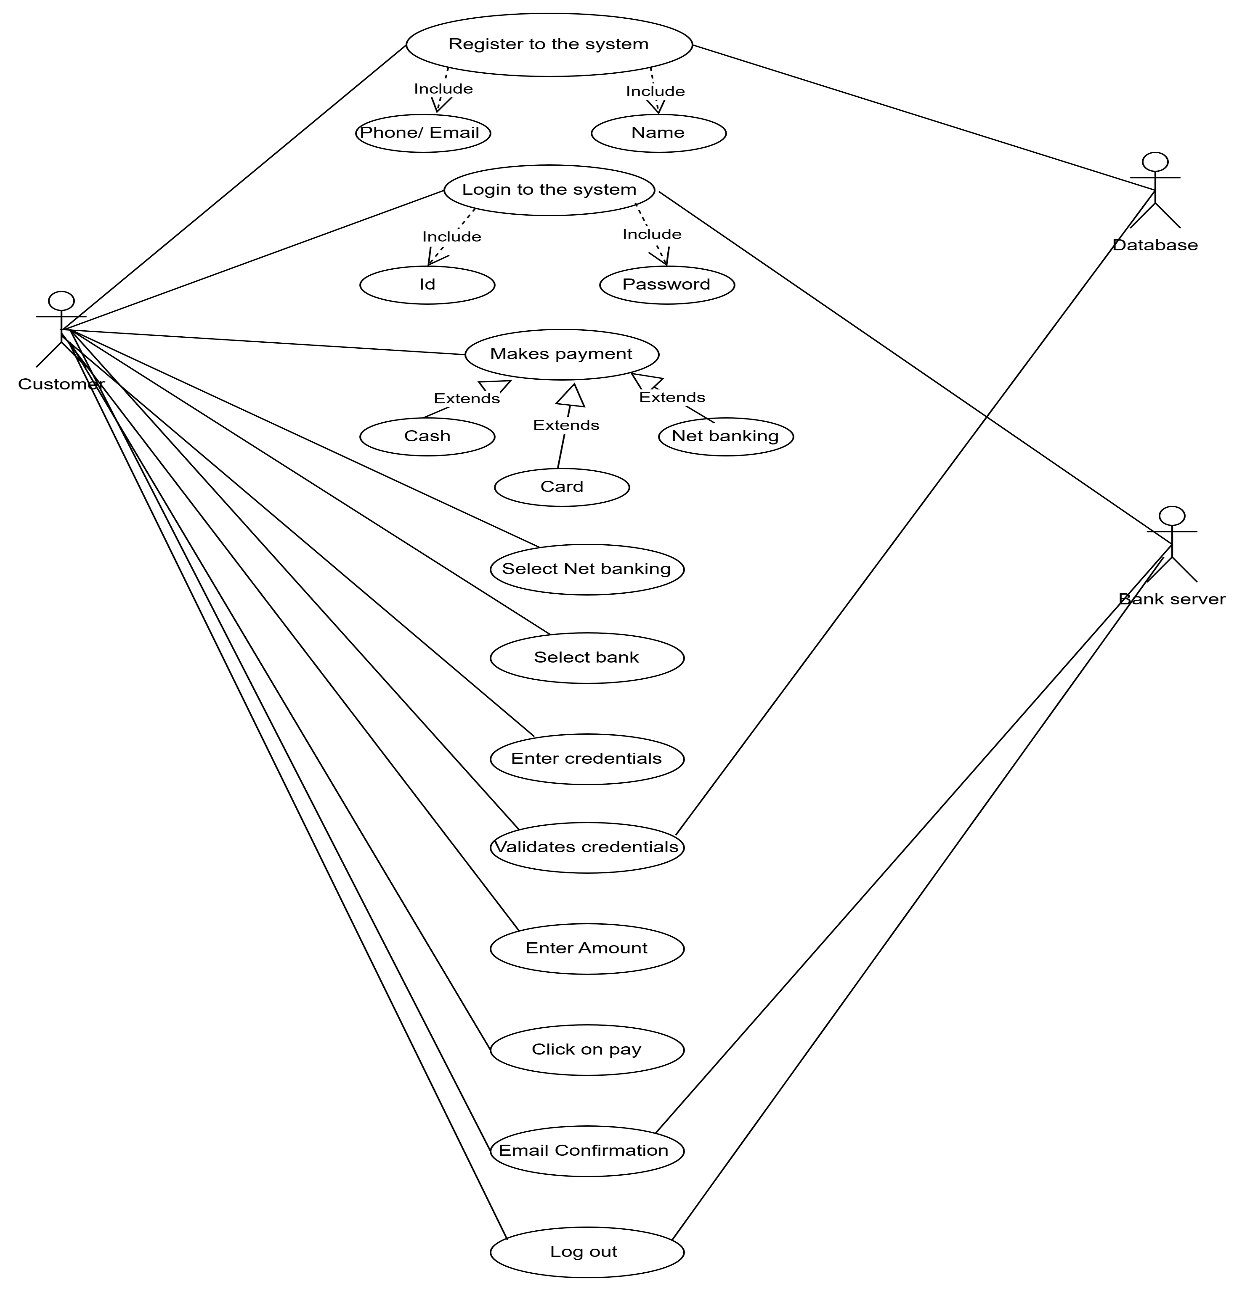 Register to the system
Include
Include
Phone/ Email
Name
Login to the system
Database
Include
Include
Id
Password
Makes payment
Customer
Extends
Extends
Extends
Cash
Net banking
Card
Select Net banking
Bank server
Select bank
Enter credentials
Validates credentials
Enter Amount
Click on pay
Email Confirmation
Log out